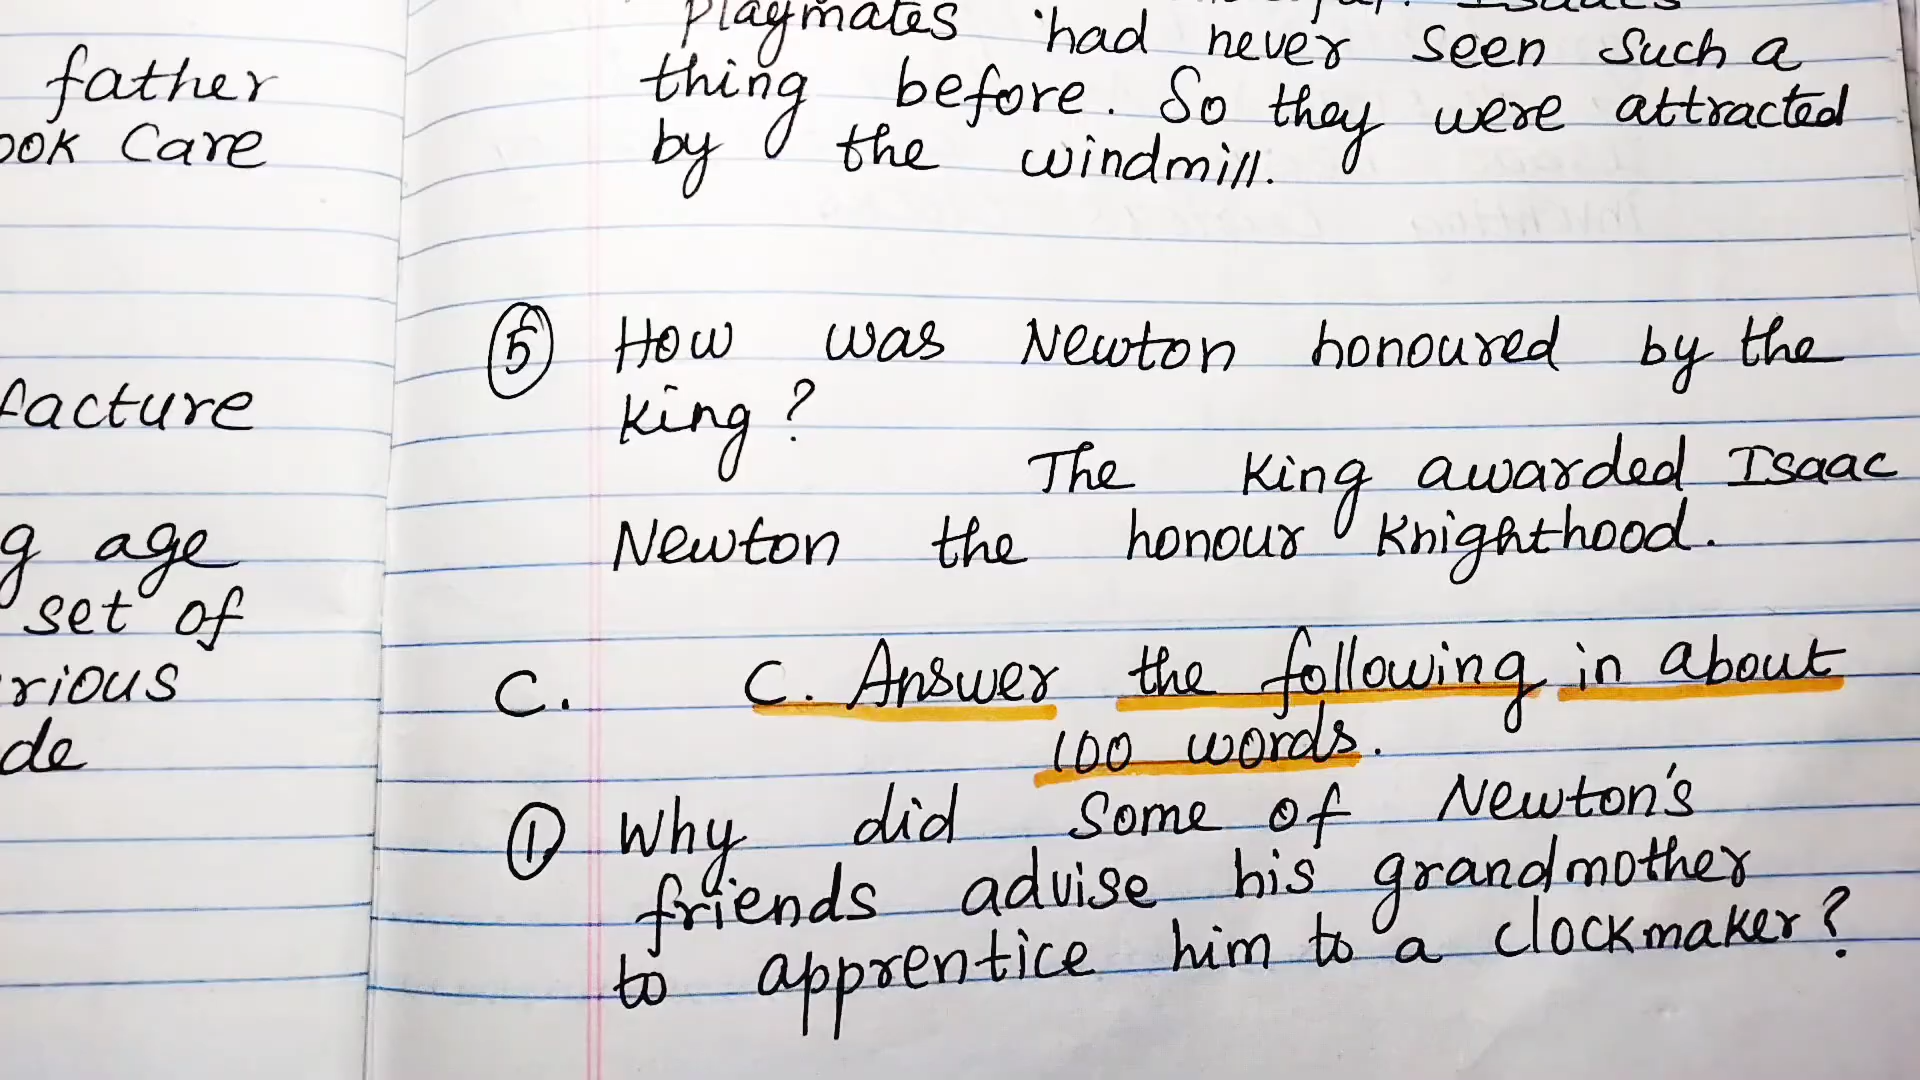 father
Care
facture
g age
set of
rious
de
playmates had never seen such a
thing before. So they were attracted
by the windmill.
5 How was Newton honoured by the
King?
The King awarded Isaac
Newton the honour Knighthood.
C. C. Answer the following in about
100 words.
1 Why did some of Newton's
friends advise his grandmother
to apprentice him to a clockmaker?